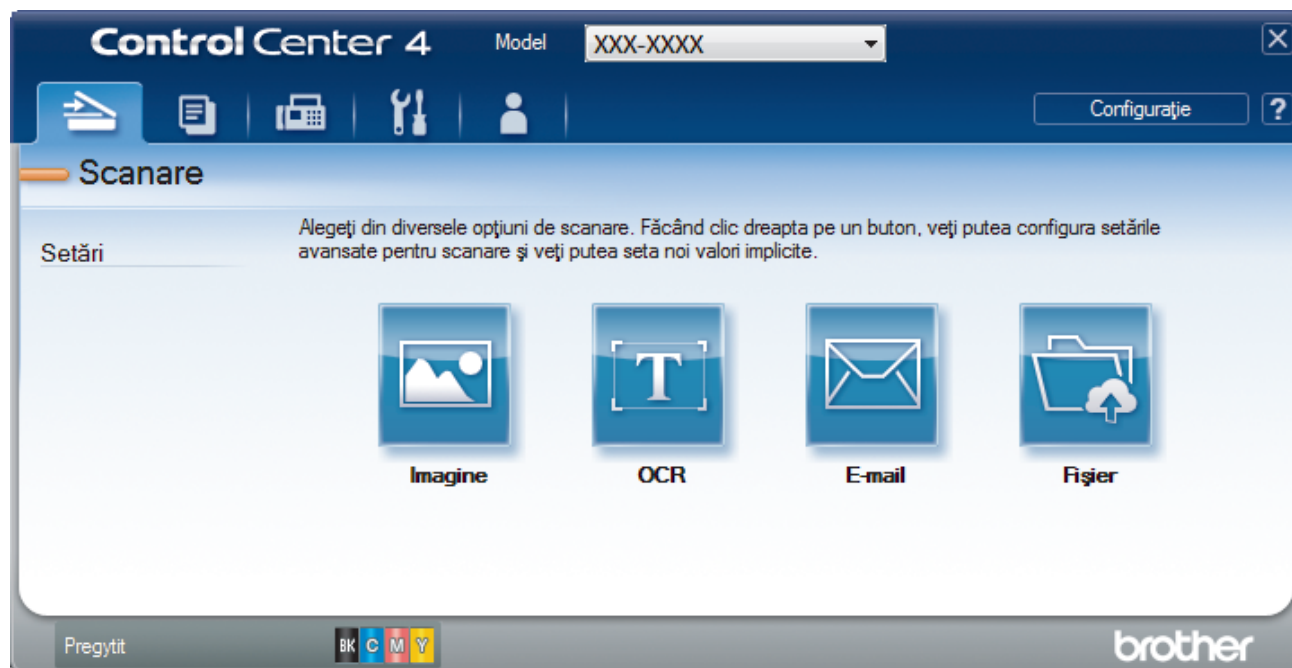 ControlCenter 4 Model XXX-XXXX
Configurație ?
Scanare
Alegeți din diversele opțiuni de scanare. Făcând clic dreapta pe un buton, veți putea configura setările
Setări
avansate pentru scanare și veți putea seta noi valori implicite.
T
Imagine OCR E-mail Fișier
Pregytit BK C M Y brother